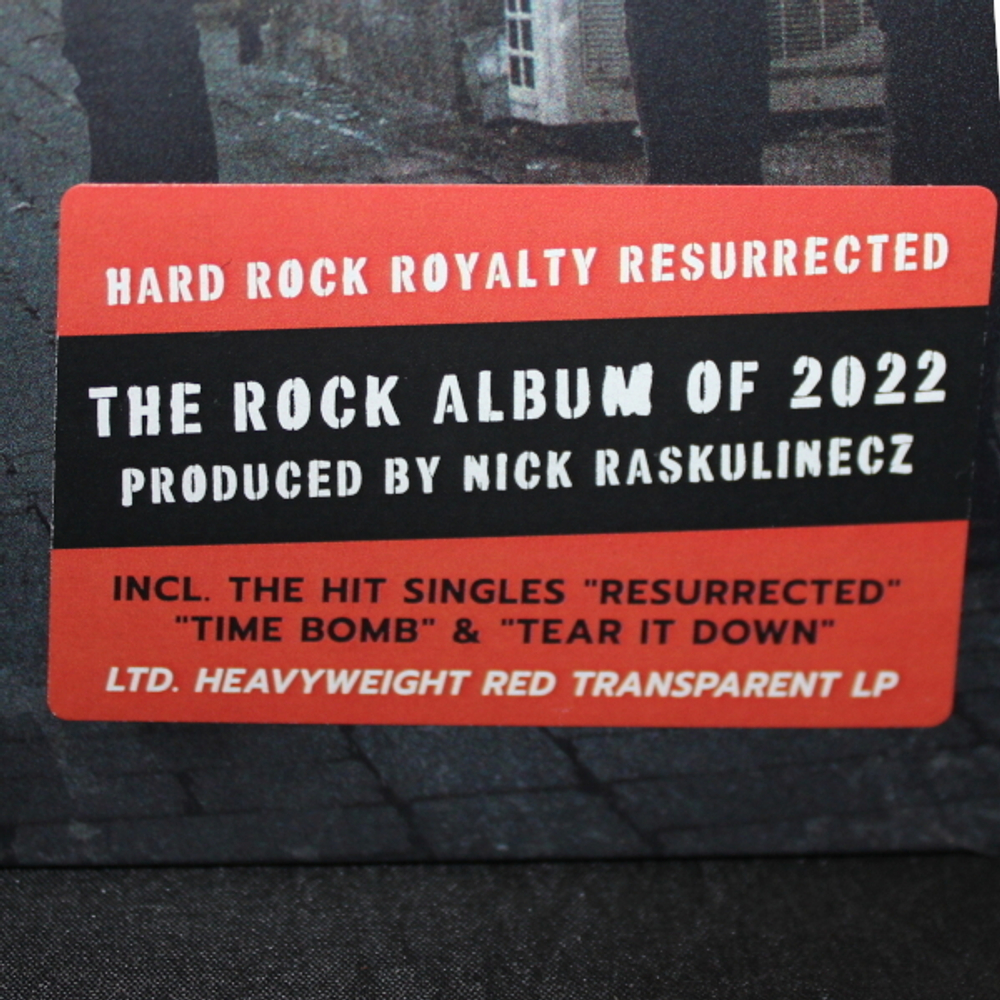 HARD ROCK ROYALTY RESURRECTED
THE ROCK ALBUM OF 2022
PRODUCED BY NICK RASKULINECZ
INCL. THE HIT SINGLES "RESURRECTED"
"TIME BOMB" & "TEAR IT DOWN"
LTD. HEAVYWEIGHT RED TRANSPARENT LP